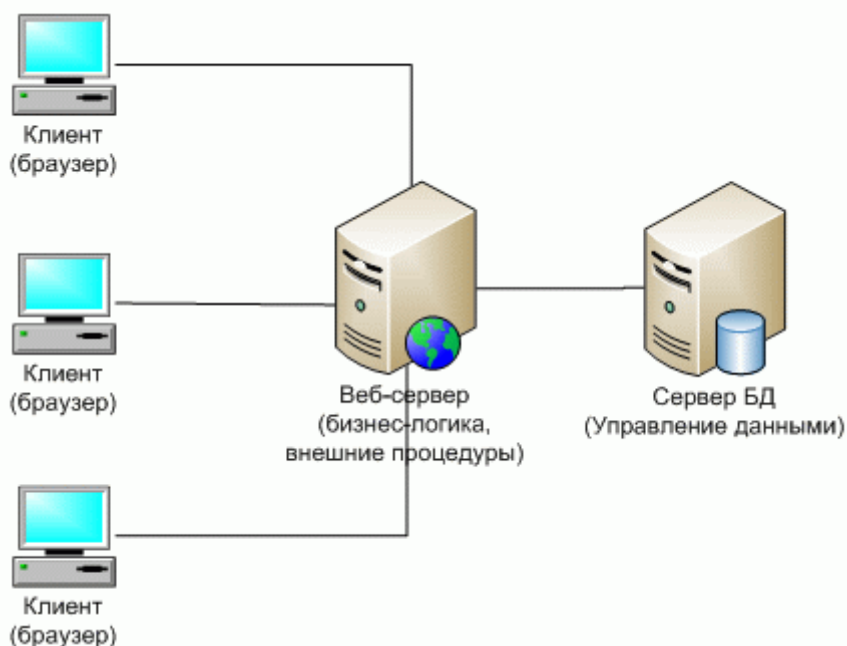 Клиент
(браузер)
Клиент
(браузер)
Веб-сервер
(бизнес-логика,
внешние процедуры)
Сервер БД
(Управление данными)
Клиент
(браузер)